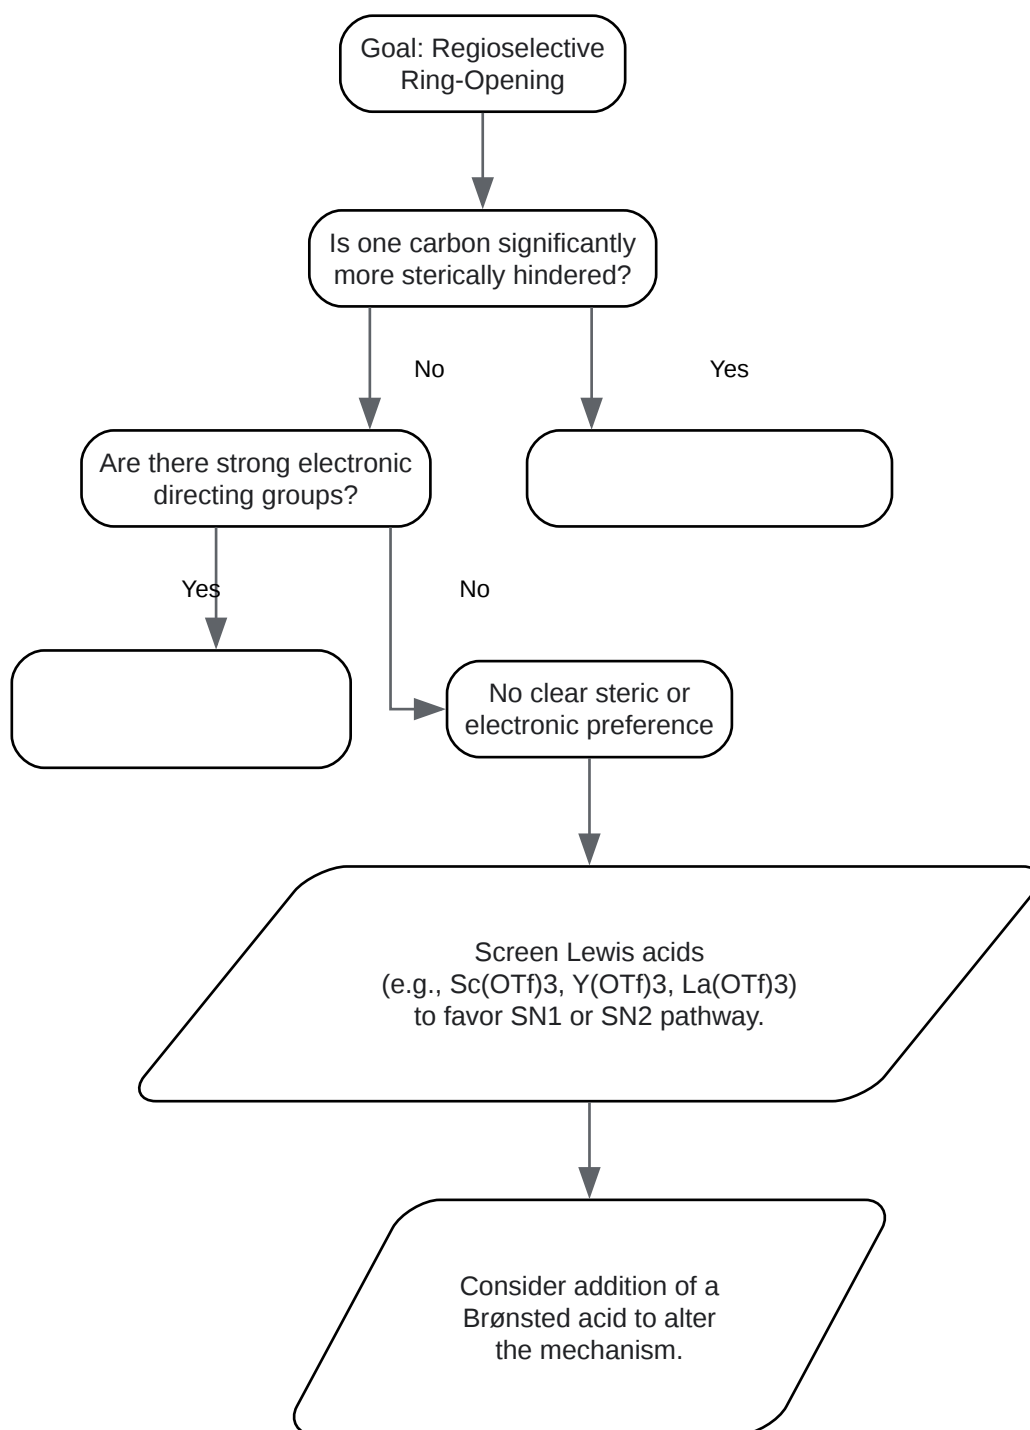 Goal: Regioselective
Ring-Opening
Is one carbon significantly
more sterically hindered?
No
Yes
Are there strong electronic
directing groups?
Yes
No
No clear steric or
electronic preference
Screen Lewis acids
(e.g., Sc(OTf)3, Y(OTf)3, La(OTf)3)
to favor SN1 or SN2 pathway.
Consider addition of a
Brønsted acid to alter
the mechanism.